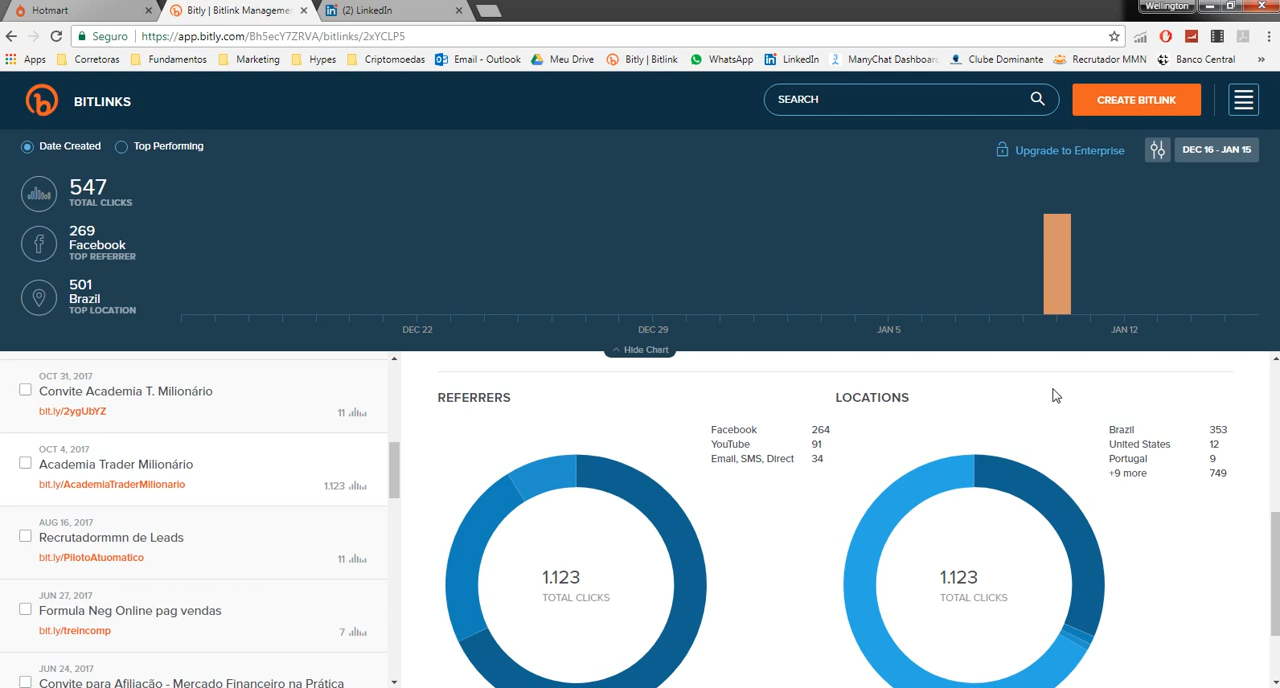 Hotmart
Bitly | Bitlink Manageme
(2) LinkedIn
Wellington
Seguro
https://app.bitly.com/Bh5ecY7ZRVA/bitlinks/2xYCLP5
Apps
Corretoras
Fundamentos
Marketing
Hypes
Criptomoedas
Email - Outlook
Meu Drive
Bitly | Bitlink
WhatsApp
LinkedIn
ManyChat Dashboar
Clube Dominante
Recrutador MMN
Banco Central
BITLINKS
SEARCH
CREATE BITLINK
Date Created
Top Performing
Upgrade to Enterprise
DEC 16 - JAN 15
547
TOTAL CLICKS
269
Facebook
TOP REFERRER
501
Brazil
TOP LOCATION
DEC 22
DEC 29
JAN 5
JAN 12
Hide Chart
OCT 31, 2017
Convite Academia T. Milionário
bit.ly/2ygUbYZ
11
OCT 4, 2017
Academia Trader Milionário
bit.ly/AcademiaTraderMilionario
1.123
AUG 16, 2017
Recrutadormmn de Leads
bit.ly/PilotoAtuomatico
11
JUN 27, 2017
Formula Neg Online pag vendas
bit.ly/treincomp
7
JUN 24, 2017
Convite para Afiliação - Mercado Financeiro na Prática
REFERRERS
Facebook 264
YouTube 91
Email, SMS, Direct 34
1.123
TOTAL CLICKS
LOCATIONS
Brazil 353
United States 12
Portugal 9
+9 more 749
1.123
TOTAL CLICKS